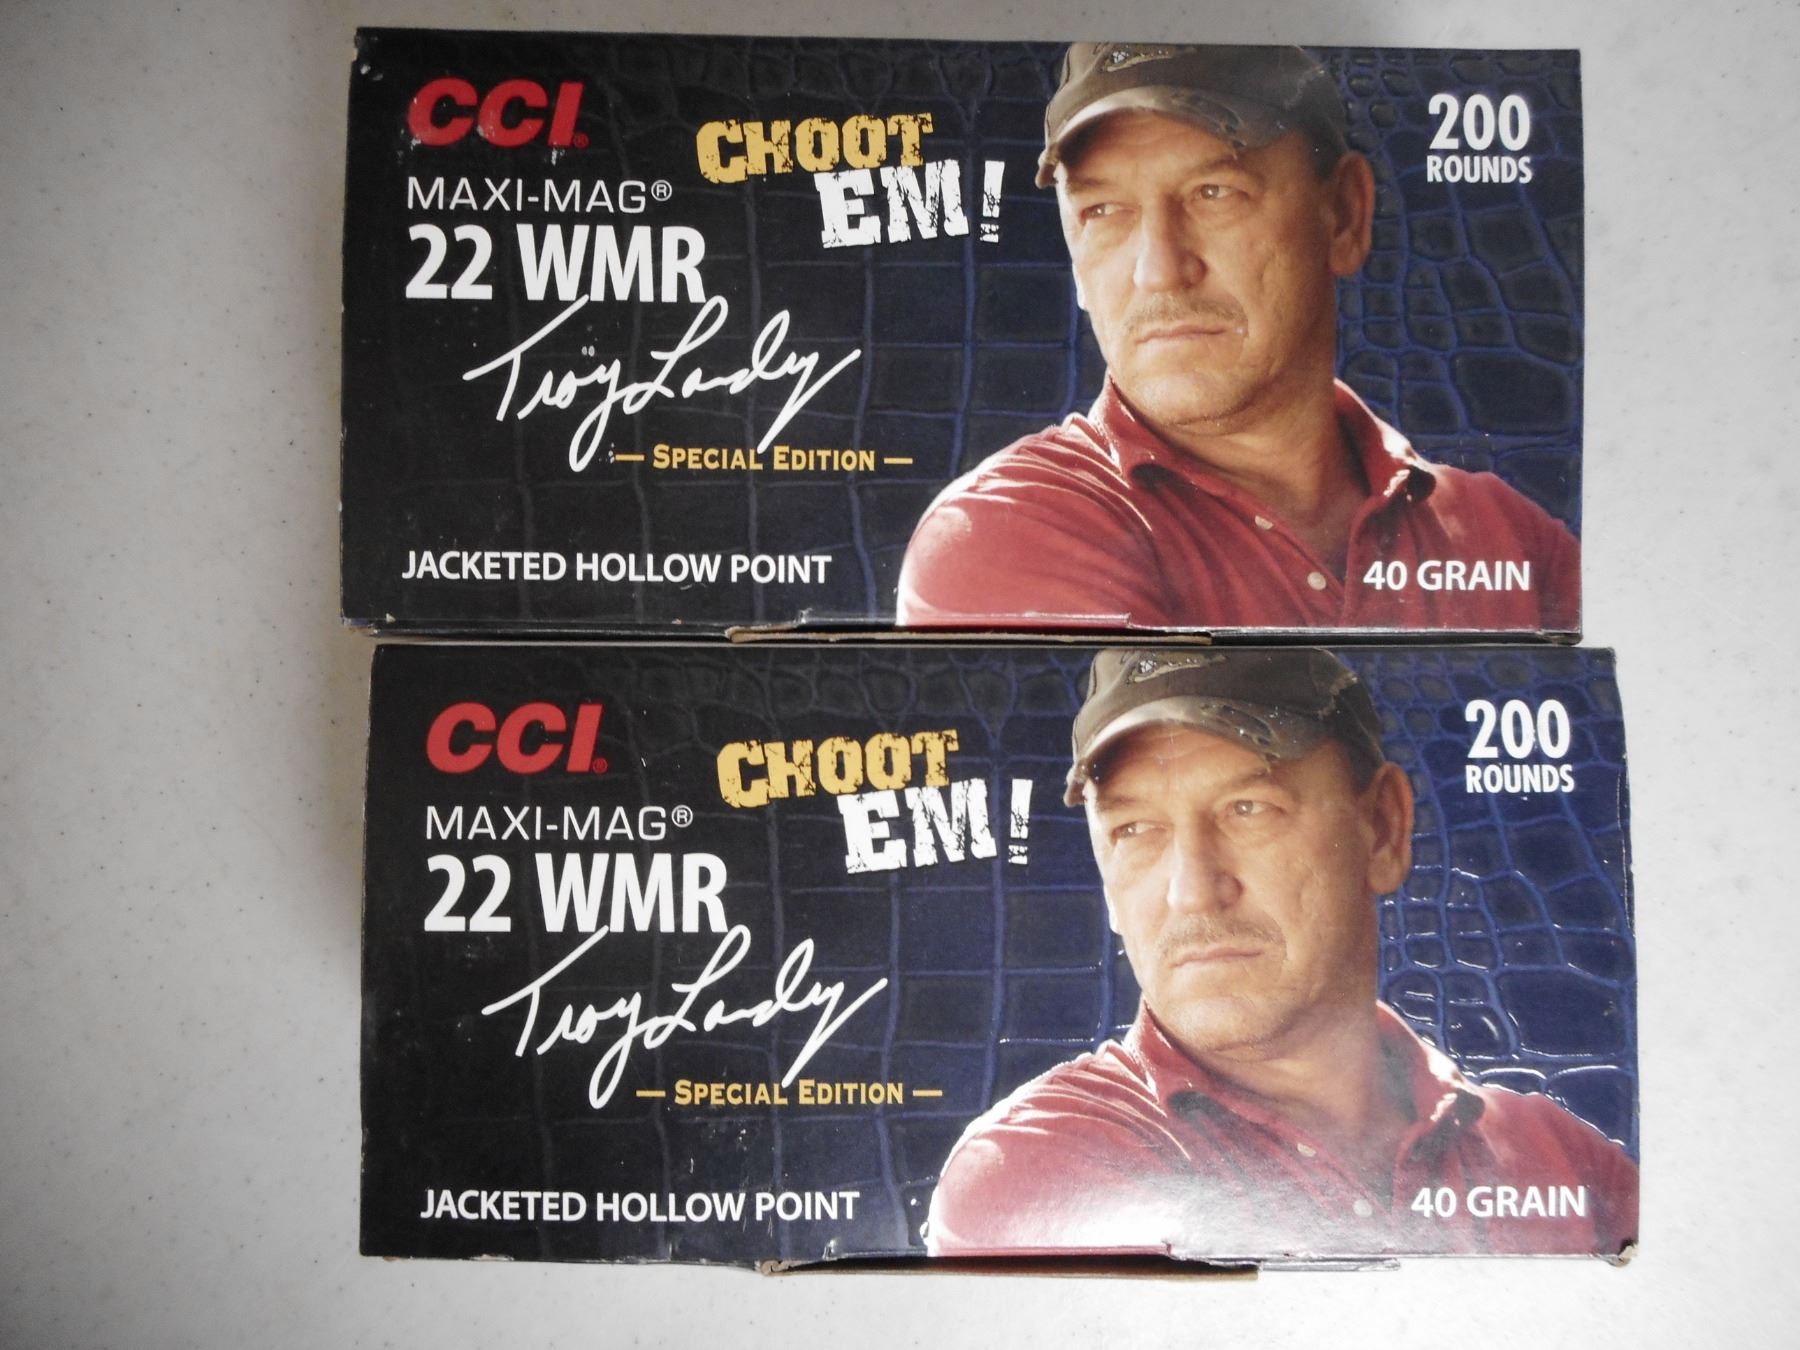 CCI®
CHOOT
EM!
200
ROUNDS
MAXI-MAG®
22 WMR
Troy Landry
— SPECIAL EDITION —
JACKETED HOLLOW POINT
40 GRAIN
CCI®
CHOOT
EM!
200
ROUNDS
MAXI-MAG®
22 WMR
Troy Landry
— SPECIAL EDITION —
JACKETED HOLLOW POINT
40 GRAIN